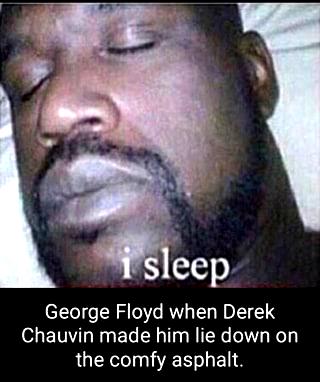 i sleep
George Floyd when Derek
Chauvin made him lie down on
the comfy asphalt.